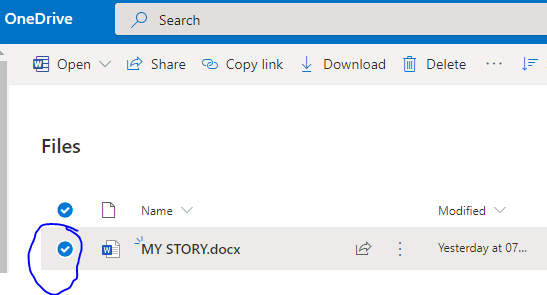 OneDrive Search
Open Share Copy link Download Delete ...
Files
Name Modified
MY STORY.docx Yesterday at 07...